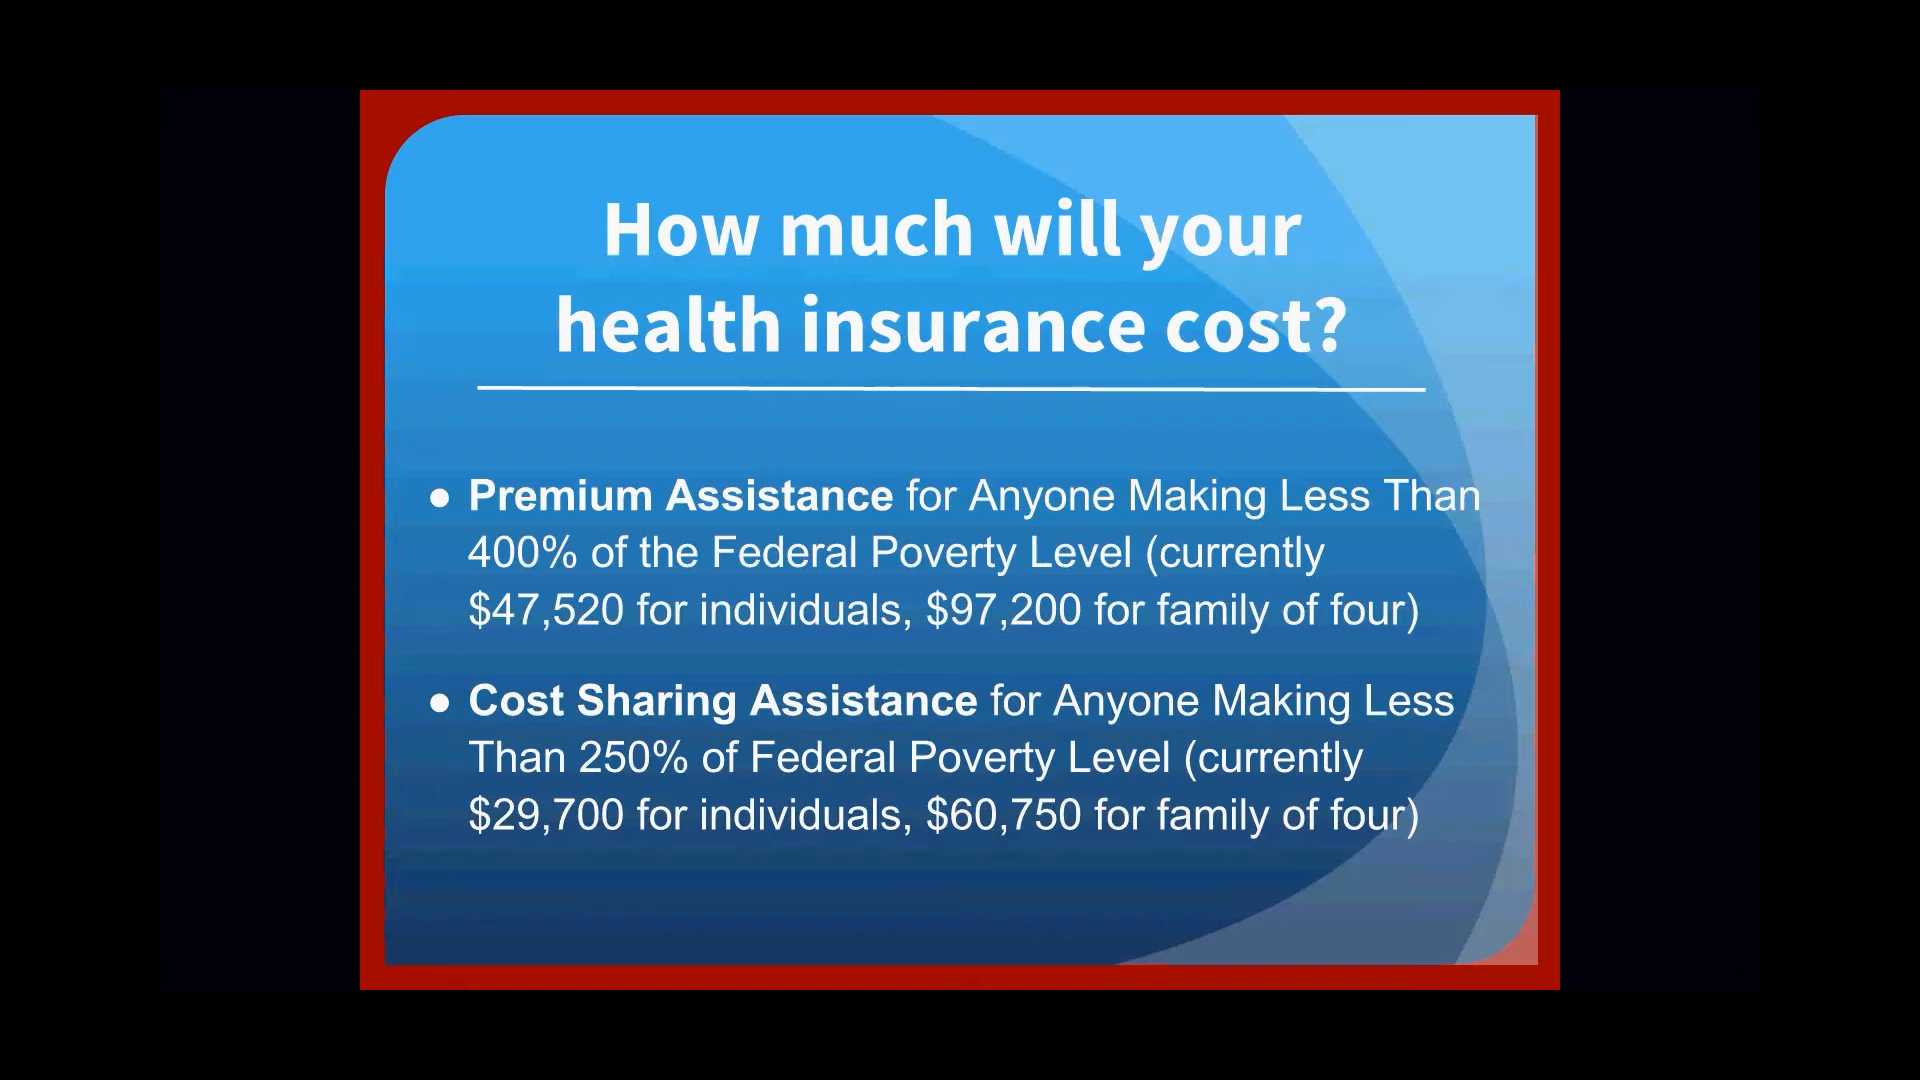 How much will your
health insurance cost?
● Premium Assistance for Anyone Making Less Than
400% of the Federal Poverty Level (currently
$47,520 for individuals, $97,200 for family of four)
● Cost Sharing Assistance for Anyone Making Less
Than 250% of Federal Poverty Level (currently
$29,700 for individuals, $60,750 for family of four)